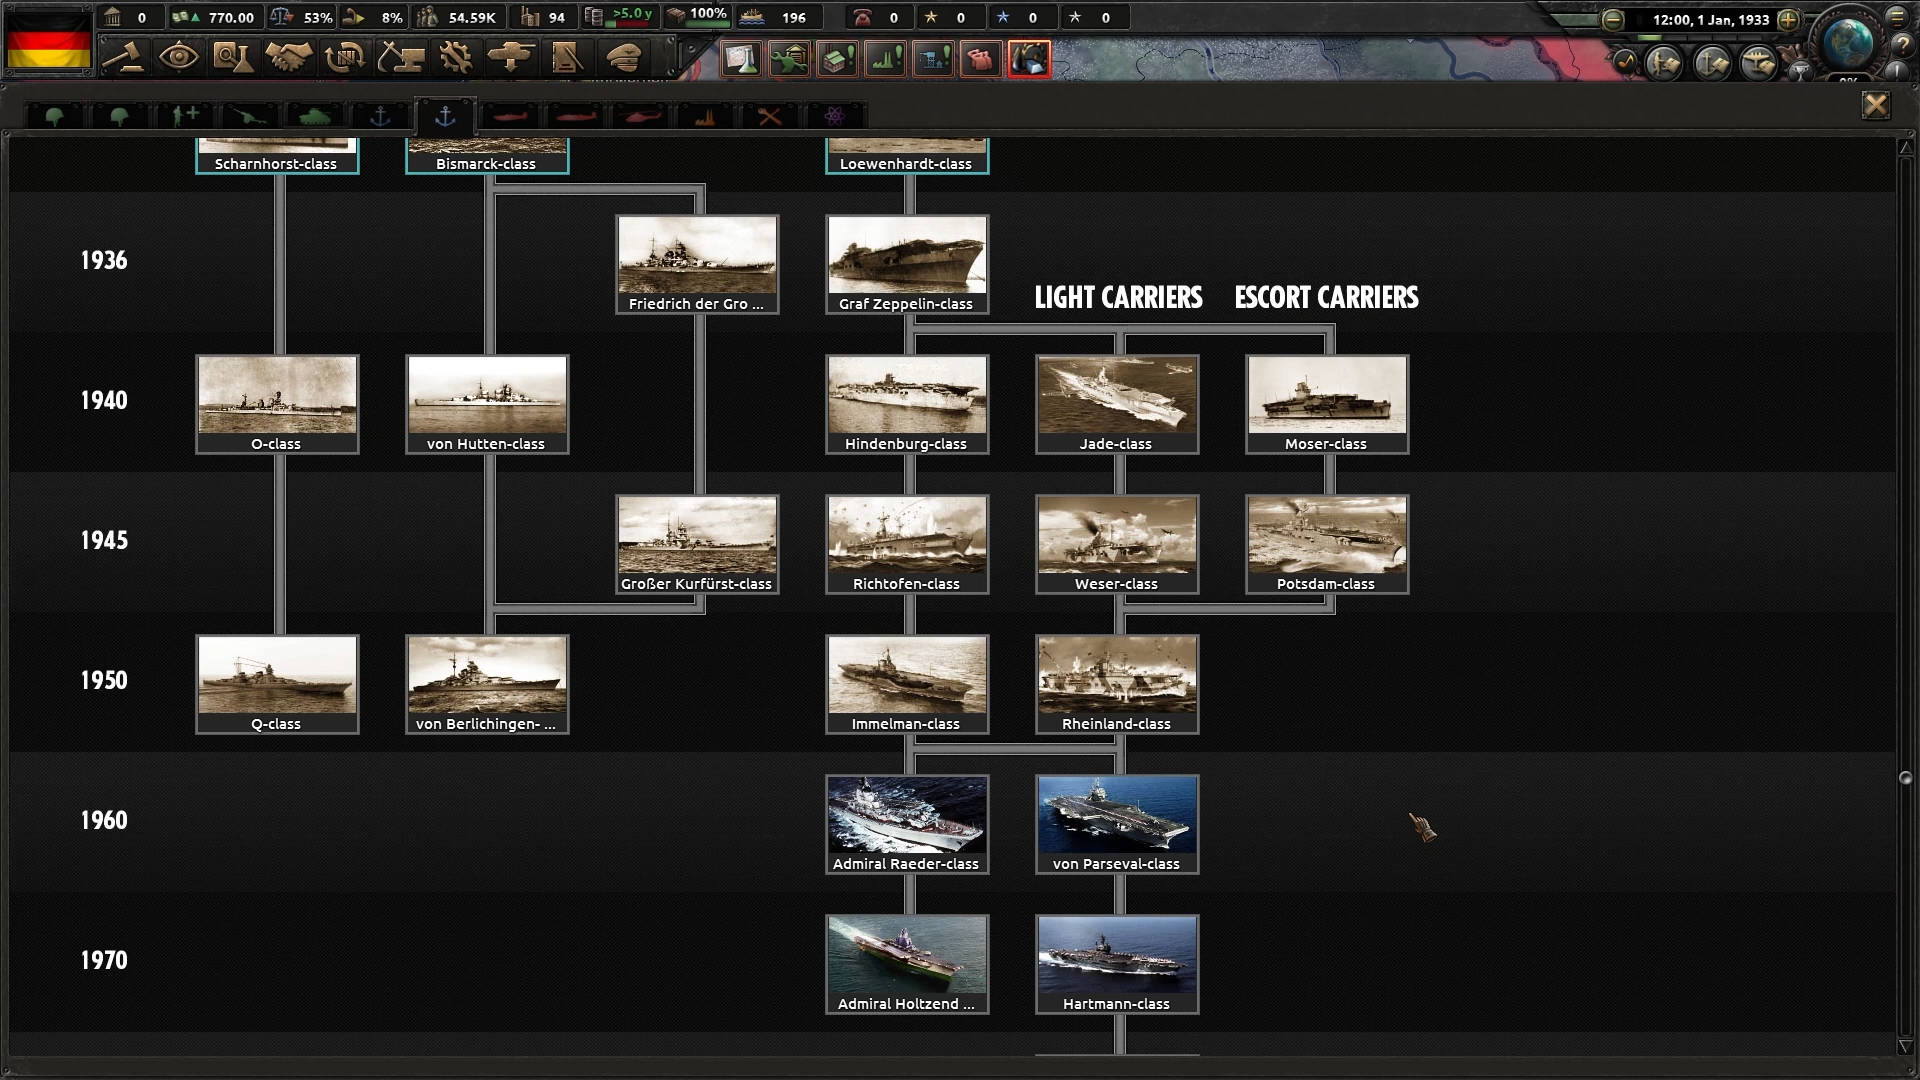 0
770.00
53%
8%
54.59K
94
>5.0 y
100%
196
0
0
0
0
12:00, 1 Jan, 1933
Scharnhorst-class
Bismarck-class
Loewenhardt-class
1936
Friedrich der Gro ...
Graf Zeppelin-class
LIGHT CARRIERS
ESCORT CARRIERS
1940
O-class
von Hutten-class
Hindenburg-class
Jade-class
Moser-class
1945
Großer Kurfürst-class
Richtofen-class
Weser-class
Potsdam-class
1950
Q-class
von Berlichingen- ...
Immelman-class
Rheinland-class
1960
Admiral Raeder-class
von Parseval-class
1970
Admiral Holtzend ...
Hartmann-class